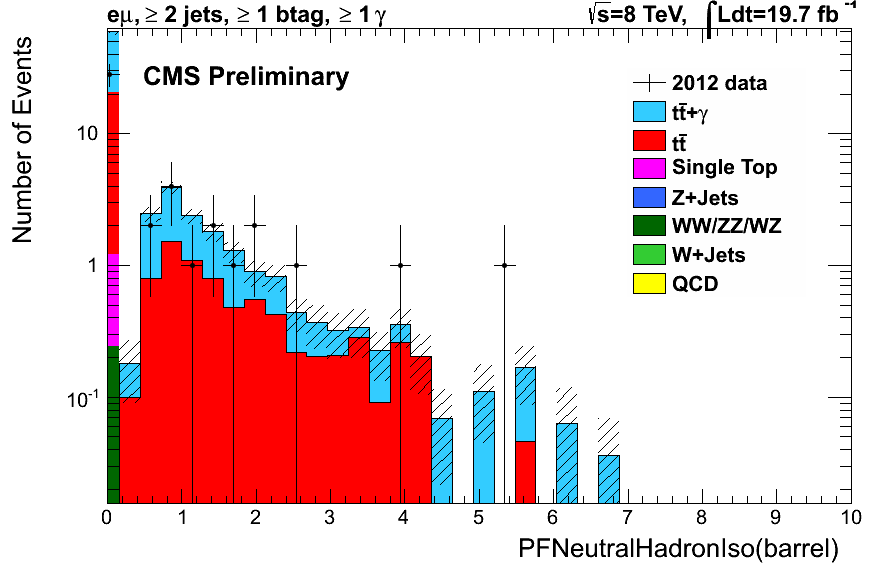 eμ, ≥ 2 jets, ≥ 1 btag, ≥ 1 γ
√s=8 TeV, ∫Ldt=19.7 fb⁻¹
CMS Preliminary
2012 data
tt̄+γ
tt̄
Single Top
Z+Jets
WW/ZZ/WZ
W+Jets
QCD
Number of Events
10
1
10⁻¹
0 1 2 3 4 5 6 7 8 9 10
PFNeutralHadronIso(barrel)